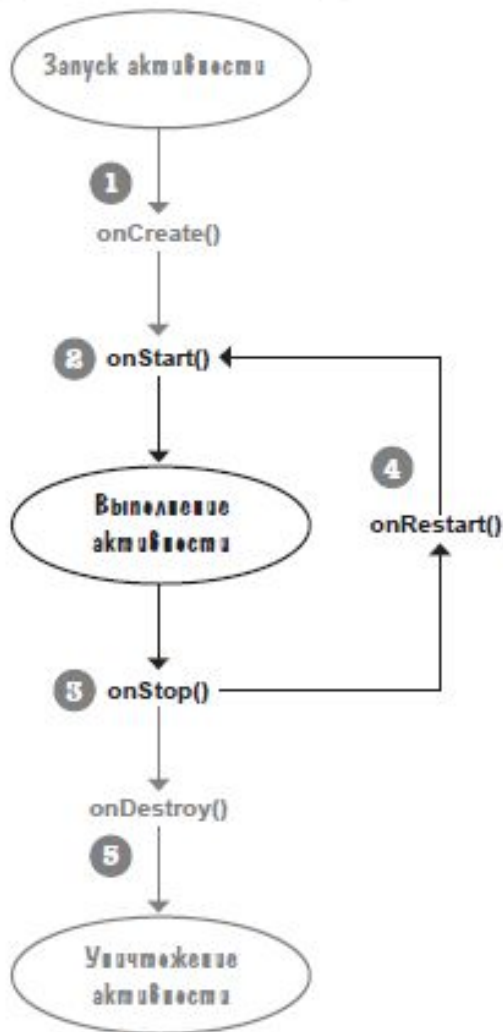 Запуск активности
1
onCreate()
2 onStart()
Выполнение
активности
4
onRestart()
3 onStop()
onDestroy()
5
Уничтожение
активности